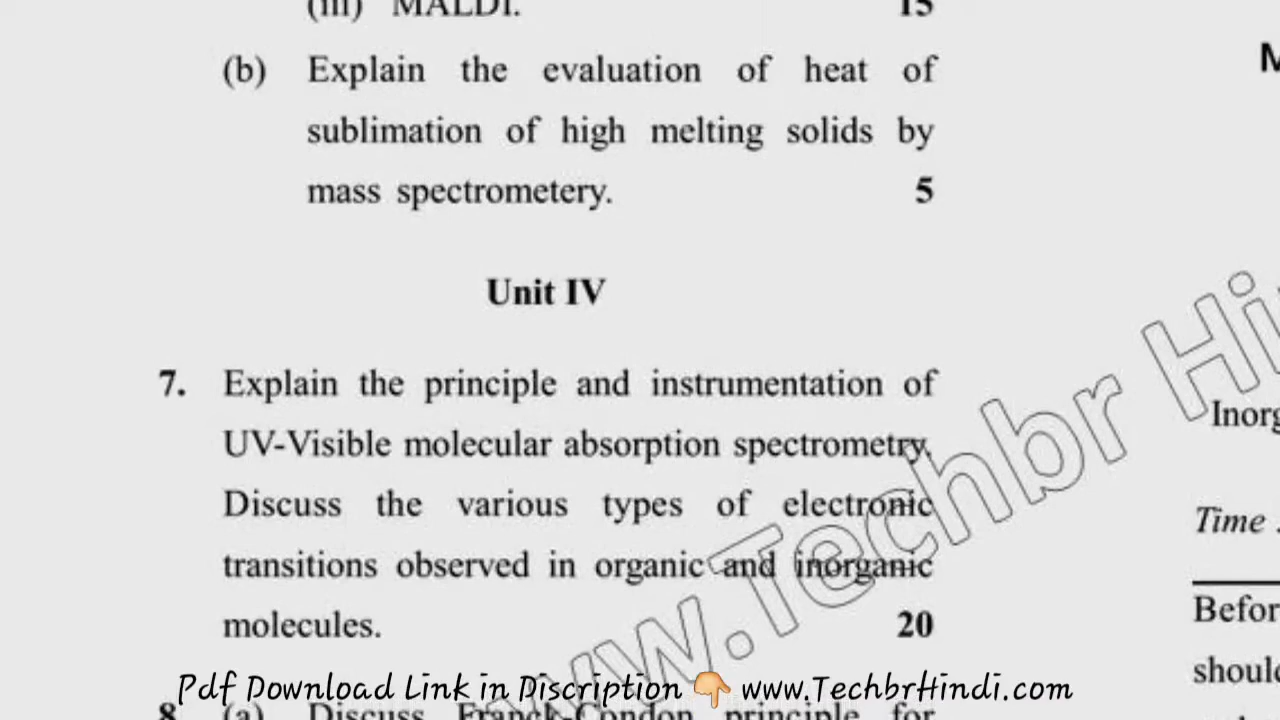 (iii) MALDI. 15
(b) Explain the evaluation of heat of
sublimation of high melting solids by
mass spectrometery. 5
Unit IV
7. Explain the principle and instrumentation of
UV-Visible molecular absorption spectrometry.
Discuss the various types of electronic
transitions observed in organic and inorganic
molecules. 20
8. (a) Discuss Franck-Condon principle for
Time :
should
Pdf Download Link in Discription 👇 www.TechbrHindi.com